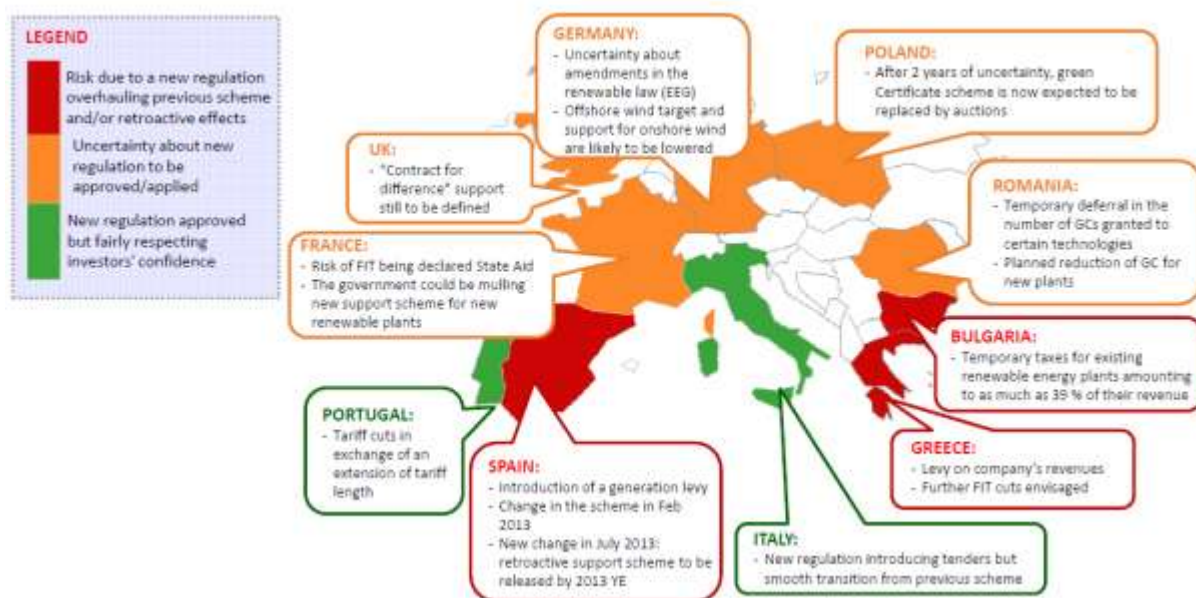 LEGEND
Risk due to a new regulation
overhauling previous scheme
and/or retroactive effects
Uncertainty about new
regulation to be
approved/applied
New regulation approved
but fairly respecting
investors' confidence
GERMANY:
- Uncertainty about
amendments in the
renewable law (EEG)
- Offshore wind target and
support for onshore wind
are likely to be lowered
POLAND:
- After 2 years of uncertainty, green
Certificate scheme is now expected to be
replaced by auctions
UK:
- "Contract for
difference" support
still to be defined
ROMANIA:
- Temporary deferral in the
number of GCs granted to
certain technologies
- Planned reduction of GC for
new plants
FRANCE:
- Risk of FIT being declared State Aid
- The government could be mulling
new support scheme for new
renewable plants
BULGARIA:
- Temporary taxes for existing
renewable energy plants amounting
to as much as 39 % of their revenue
PORTUGAL:
- Tariff cuts in
exchange of an
extension of tariff
length
SPAIN:
- Introduction of a generation levy
- Change in the scheme in Feb
2013
- New change in July 2013:
retroactive support scheme to be
released by 2013 YE
GREECE:
- Levy on company's revenues
- Further FIT cuts envisaged
ITALY:
- New regulation introducing tenders but
smooth transition from previous scheme